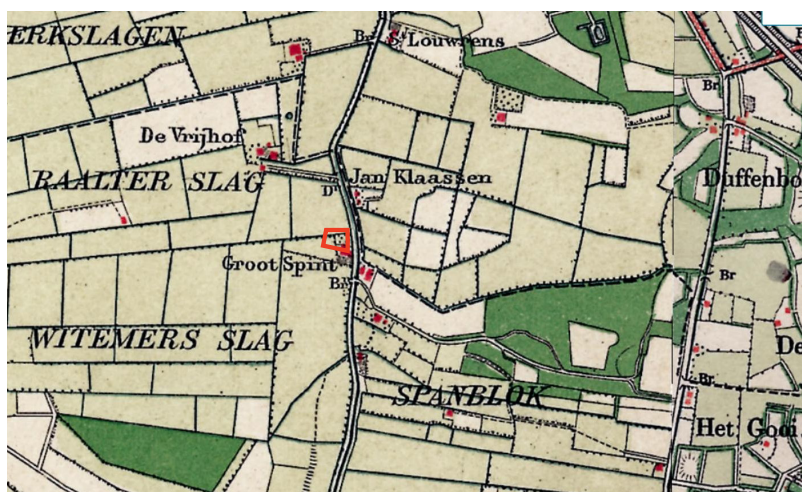 ERKSLAGEN
Br
Louwrens
Br
De Vrijhof
Jan Klaassen
RAALTER SLAG
D
Duffenbo
Groot Spint
Br
Br
WITEMERS SLAG
De
SPANBLOK
Br
Het Gooi